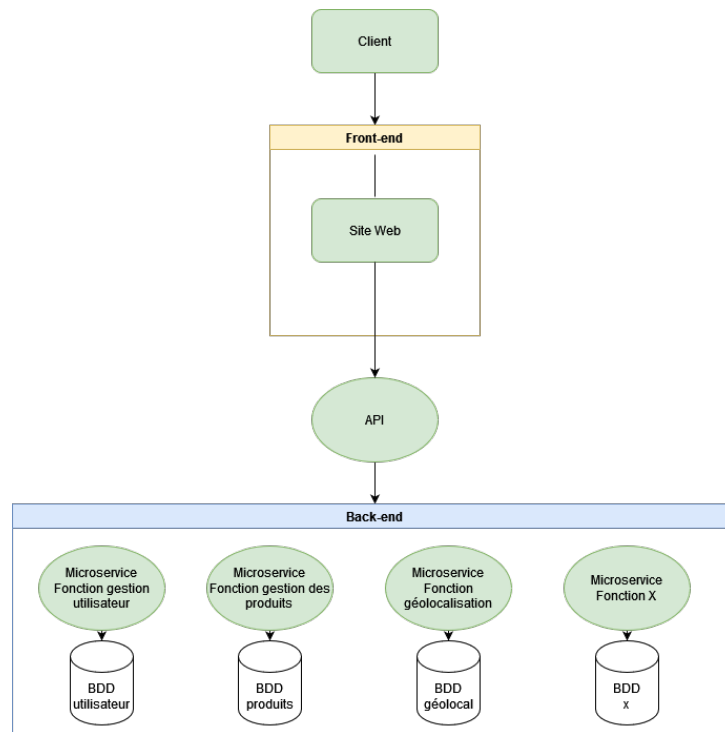 Client
Front-end
Site Web
API
Back-end
Microservice
Fonction gestion
utilisateur
Microservice
Fonction gestion des
produits
Microservice
Fonction
géolocalisation
Microservice
Fonction X
BDD
utilisateur
BDD
produits
BDD
géolocal
BDD
x